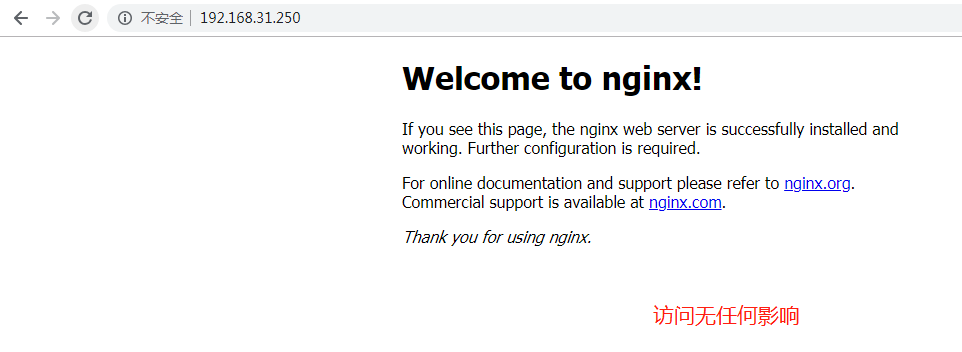 不安全 192.168.31.250
Welcome to nginx!
If you see this page, the nginx web server is successfully installed and
working. Further configuration is required.
For online documentation and support please refer to nginx.org.
Commercial support is available at nginx.com.
Thank you for using nginx.
访问无任何影响